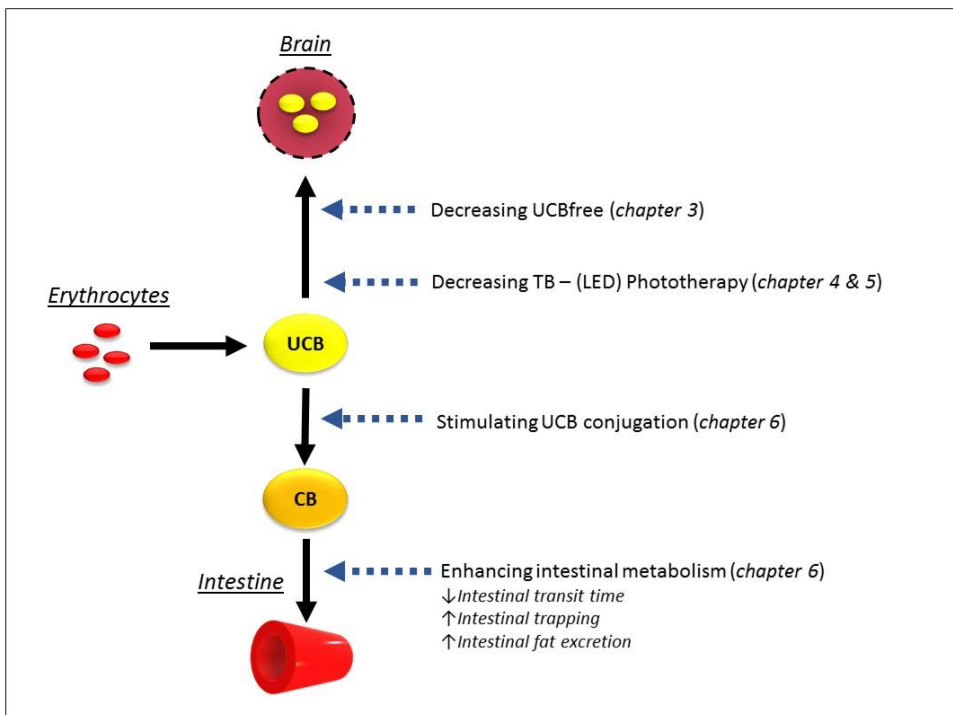 Brain
Decreasing UCBfree (chapter 3)
Decreasing TB – (LED) Phototherapy (chapter 4 & 5)
Erythrocytes
UCB
Stimulating UCB conjugation (chapter 6)
CB
Enhancing intestinal metabolism (chapter 6)
Intestine
↓Intestinal transit time
↑Intestinal trapping
↑Intestinal fat excretion